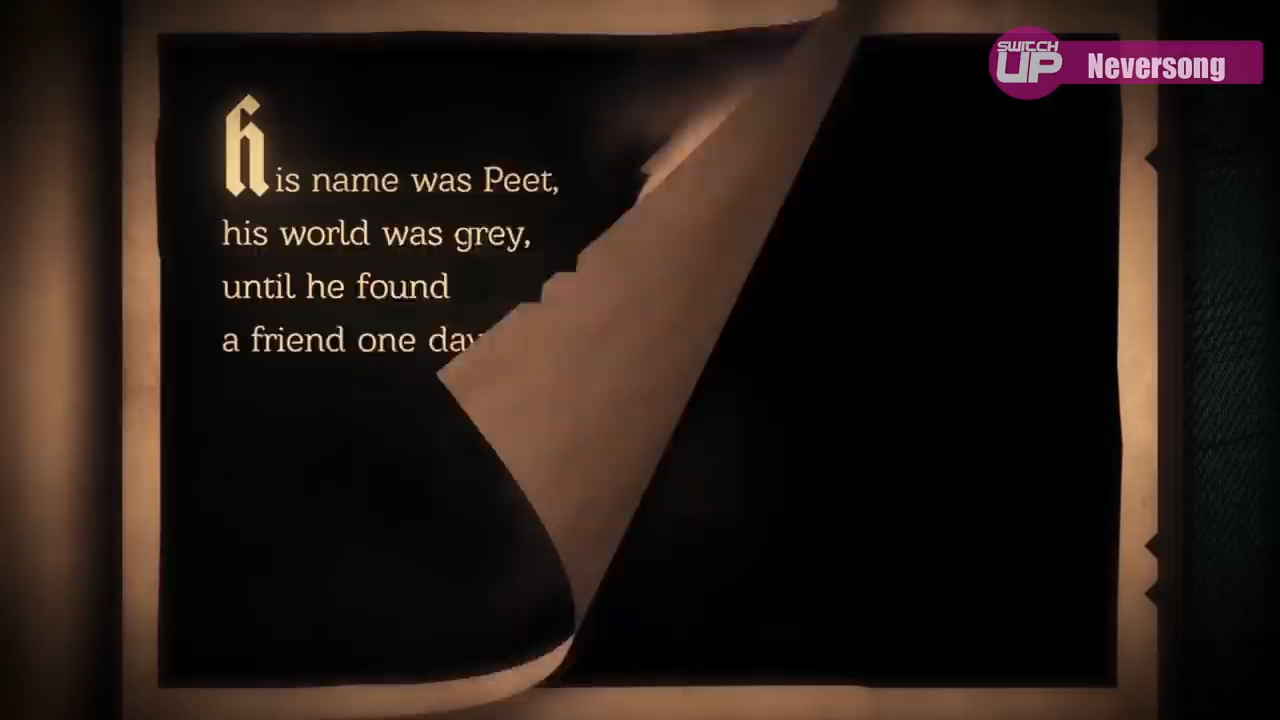 SWITCH
UP
Neversong
His name was Peet,
his world was grey,
until he found
a friend one day